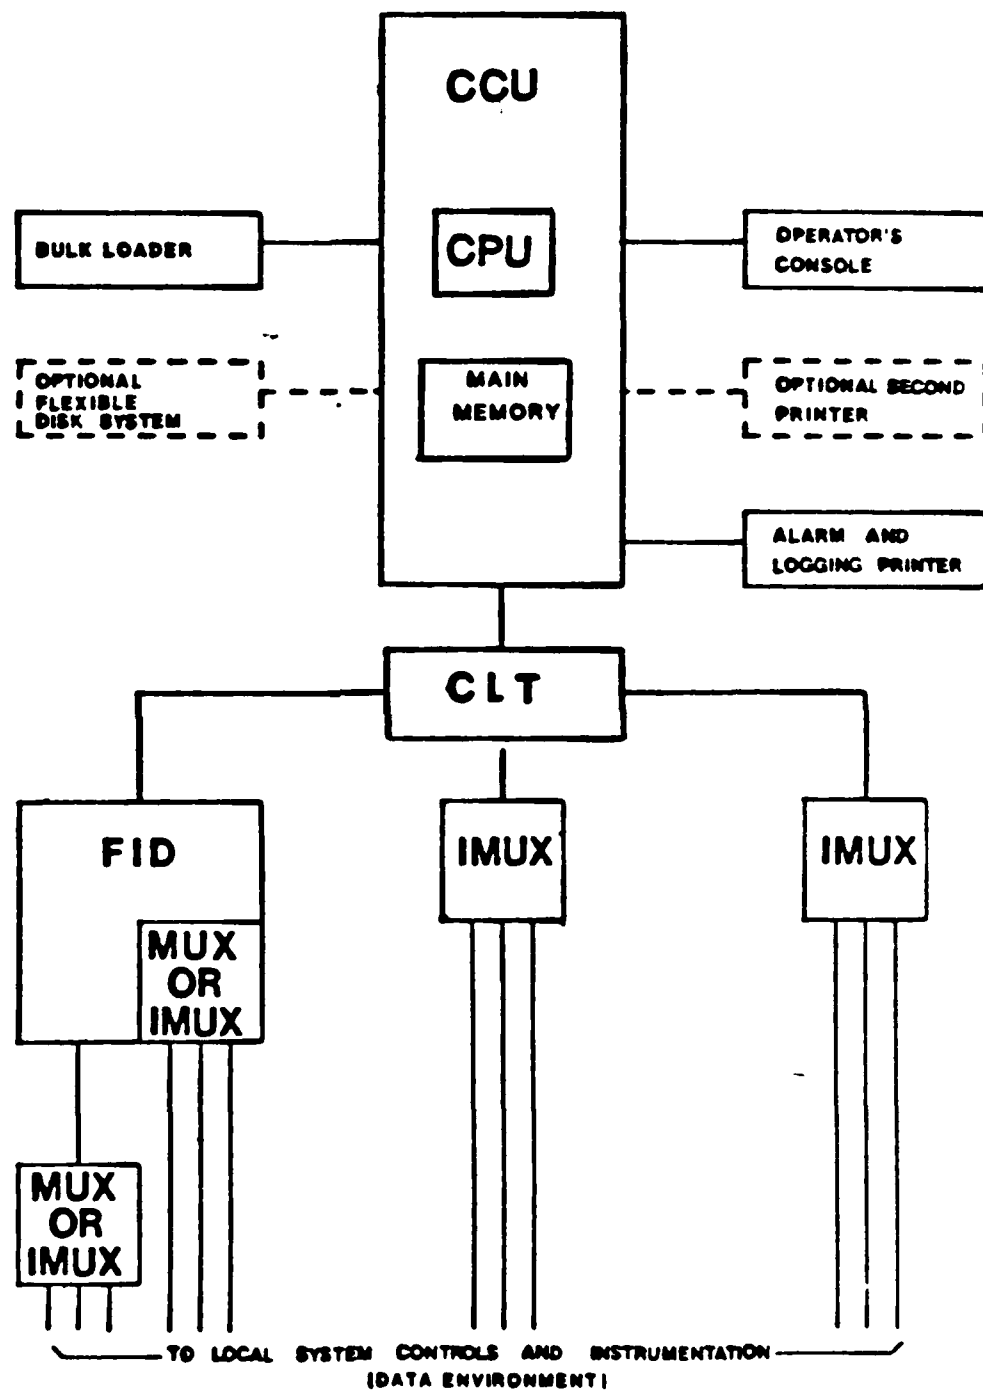 CCU
CPU
MAIN
MEMORY
BULK LOADER
OPTIONAL
FLEXIBLE
DISK SYSTEM
OPERATOR'S
CONSOLE
OPTIONAL SECOND
PRINTER
ALARM AND
LOGGING PRINTER
CLT
FID
MUX
OR
IMUX
IMUX
IMUX
MUX
OR
IMUX
TO LOCAL SYSTEM CONTROLS AND INSTRUMENTATION
(DATA ENVIRONMENT)